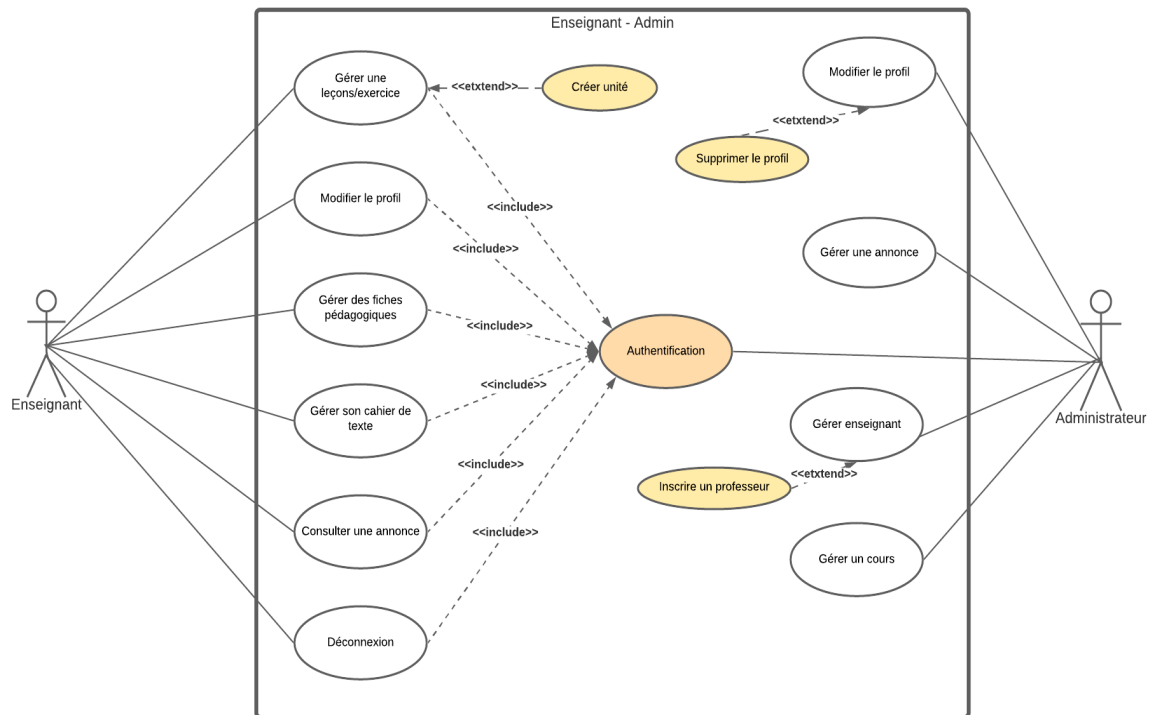 Enseignant - Admin
Gérer une
leçons/exercice
<<etxtend>>
Créer unité
Modifier le profil
<<etxtend>>
Supprimer le profil
Modifier le profil
<<include>>
<<include>>
Gérer une annonce
Gérer des fiches
pédagogiques
<<include>>
Authentification
<<include>>
Enseignant
Administrateur
Gérer son cahier de
texte
Gérer enseignant
<<include>>
<<etxtend>>
Inscrire un professeur
Consulter une annonce
<<include>>
Gérer un cours
Déconnexion